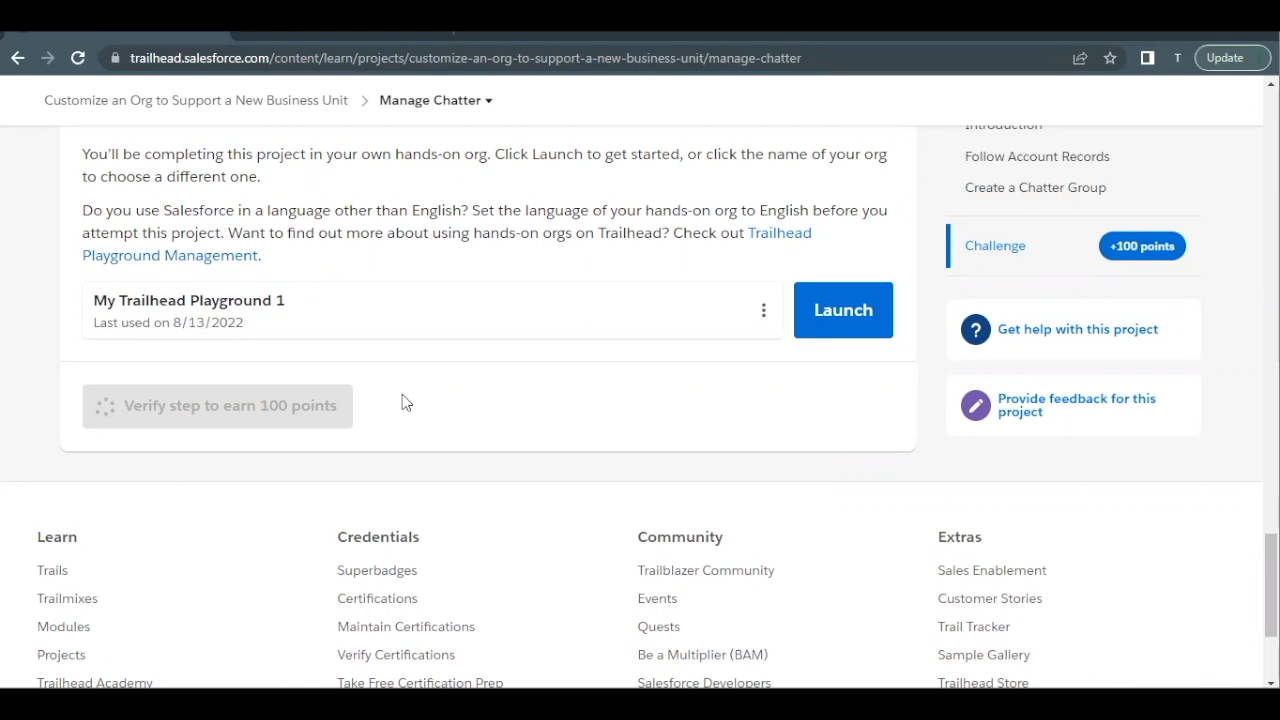 trailhead.salesforce.com/content/learn/projects/customize-an-org-to-support-a-new-business-unit/manage-chatter
T
Update
Customize an Org to Support a New Business Unit
Manage Chatter
You'll be completing this project in your own hands-on org. Click Launch to get started, or click the name of your org
to choose a different one.
Do you use Salesforce in a language other than English? Set the language of your hands-on org to English before you
attempt this project. Want to find out more about using hands-on orgs on Trailhead? Check out Trailhead
Playground Management.
My Trailhead Playground 1
Last used on 8/13/2022
Launch
Verify step to earn 100 points
Introduction
Follow Account Records
Create a Chatter Group
Challenge
+100 points
?
Get help with this project
Provide feedback for this
project
Learn
Trails
Trailmixes
Modules
Projects
Trailhead Academy
Credentials
Superbadges
Certifications
Maintain Certifications
Verify Certifications
Take Free Certification Prep
Community
Trailblazer Community
Events
Quests
Be a Multiplier (BAM)
Salesforce Developers
Extras
Sales Enablement
Customer Stories
Trail Tracker
Sample Gallery
Trailhead Store